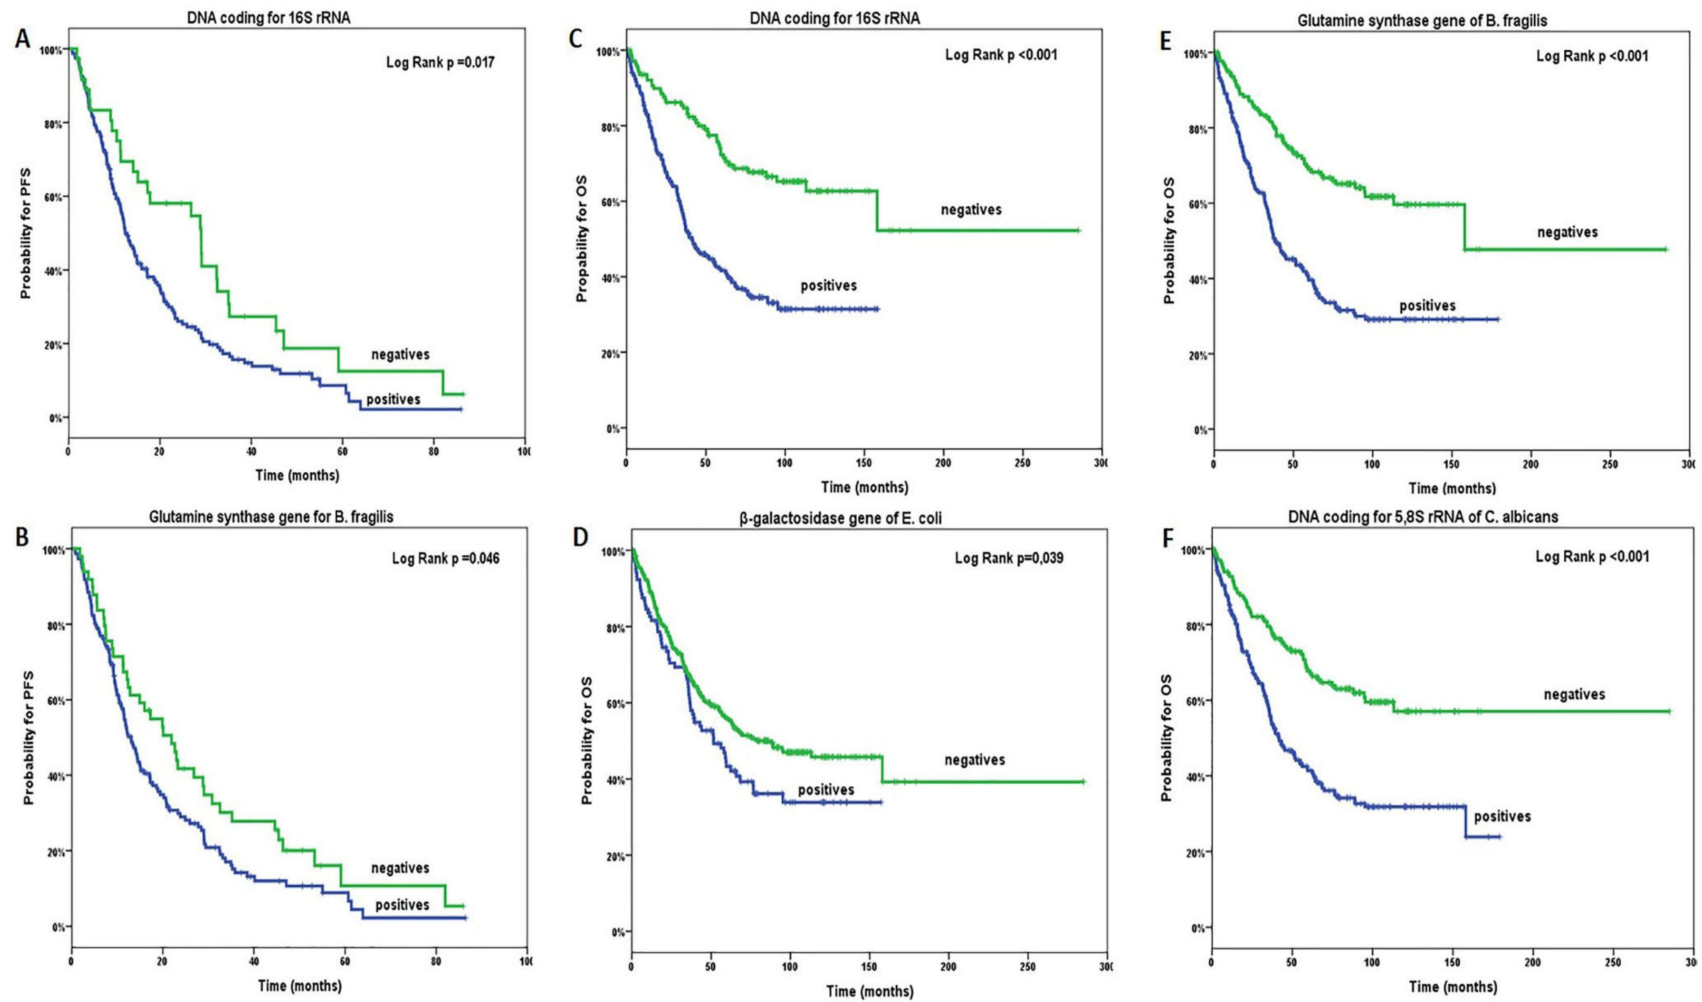 A
DNA coding for 16S rRNA
Log Rank p =0.017
Probability for PFS
100%
80%
60%
40%
20%
0%
negatives
positives
0 20 40 60 80 10
Time (months)
C
DNA coding for 16S rRNA
Log Rank p <0.001
Propability for OS
100%
80%
60%
40%
20%
0%
negatives
positives
0 50 100 150 200 250 30
Time (months)
E
Glutamine synthase gene of B. fragilis
Log Rank p <0.001
Probability for OS
100%
80%
60%
40%
20%
0%
negatives
positives
0 50 100 150 200 250 30
Time (months)
B
Glutamine synthase gene for B. fragilis
Log Rank p =0.046
Probability for PFS
100%
80%
60%
40%
20%
0%
negatives
positives
0 20 40 60 80 10
Time (months)
D
β-galactosidase gene of E. coli
Log Rank p=0,039
Probability for OS
100%
80%
60%
40%
20%
0%
negatives
positives
0 50 100 150 200 250 30
Time (months)
F
DNA coding for 5,8S rRNA of C. albicans
Log Rank p <0.001
Probability for OS
100%
80%
60%
40%
20%
0%
negatives
positives
0 50 100 150 200 250 30
Time (months)